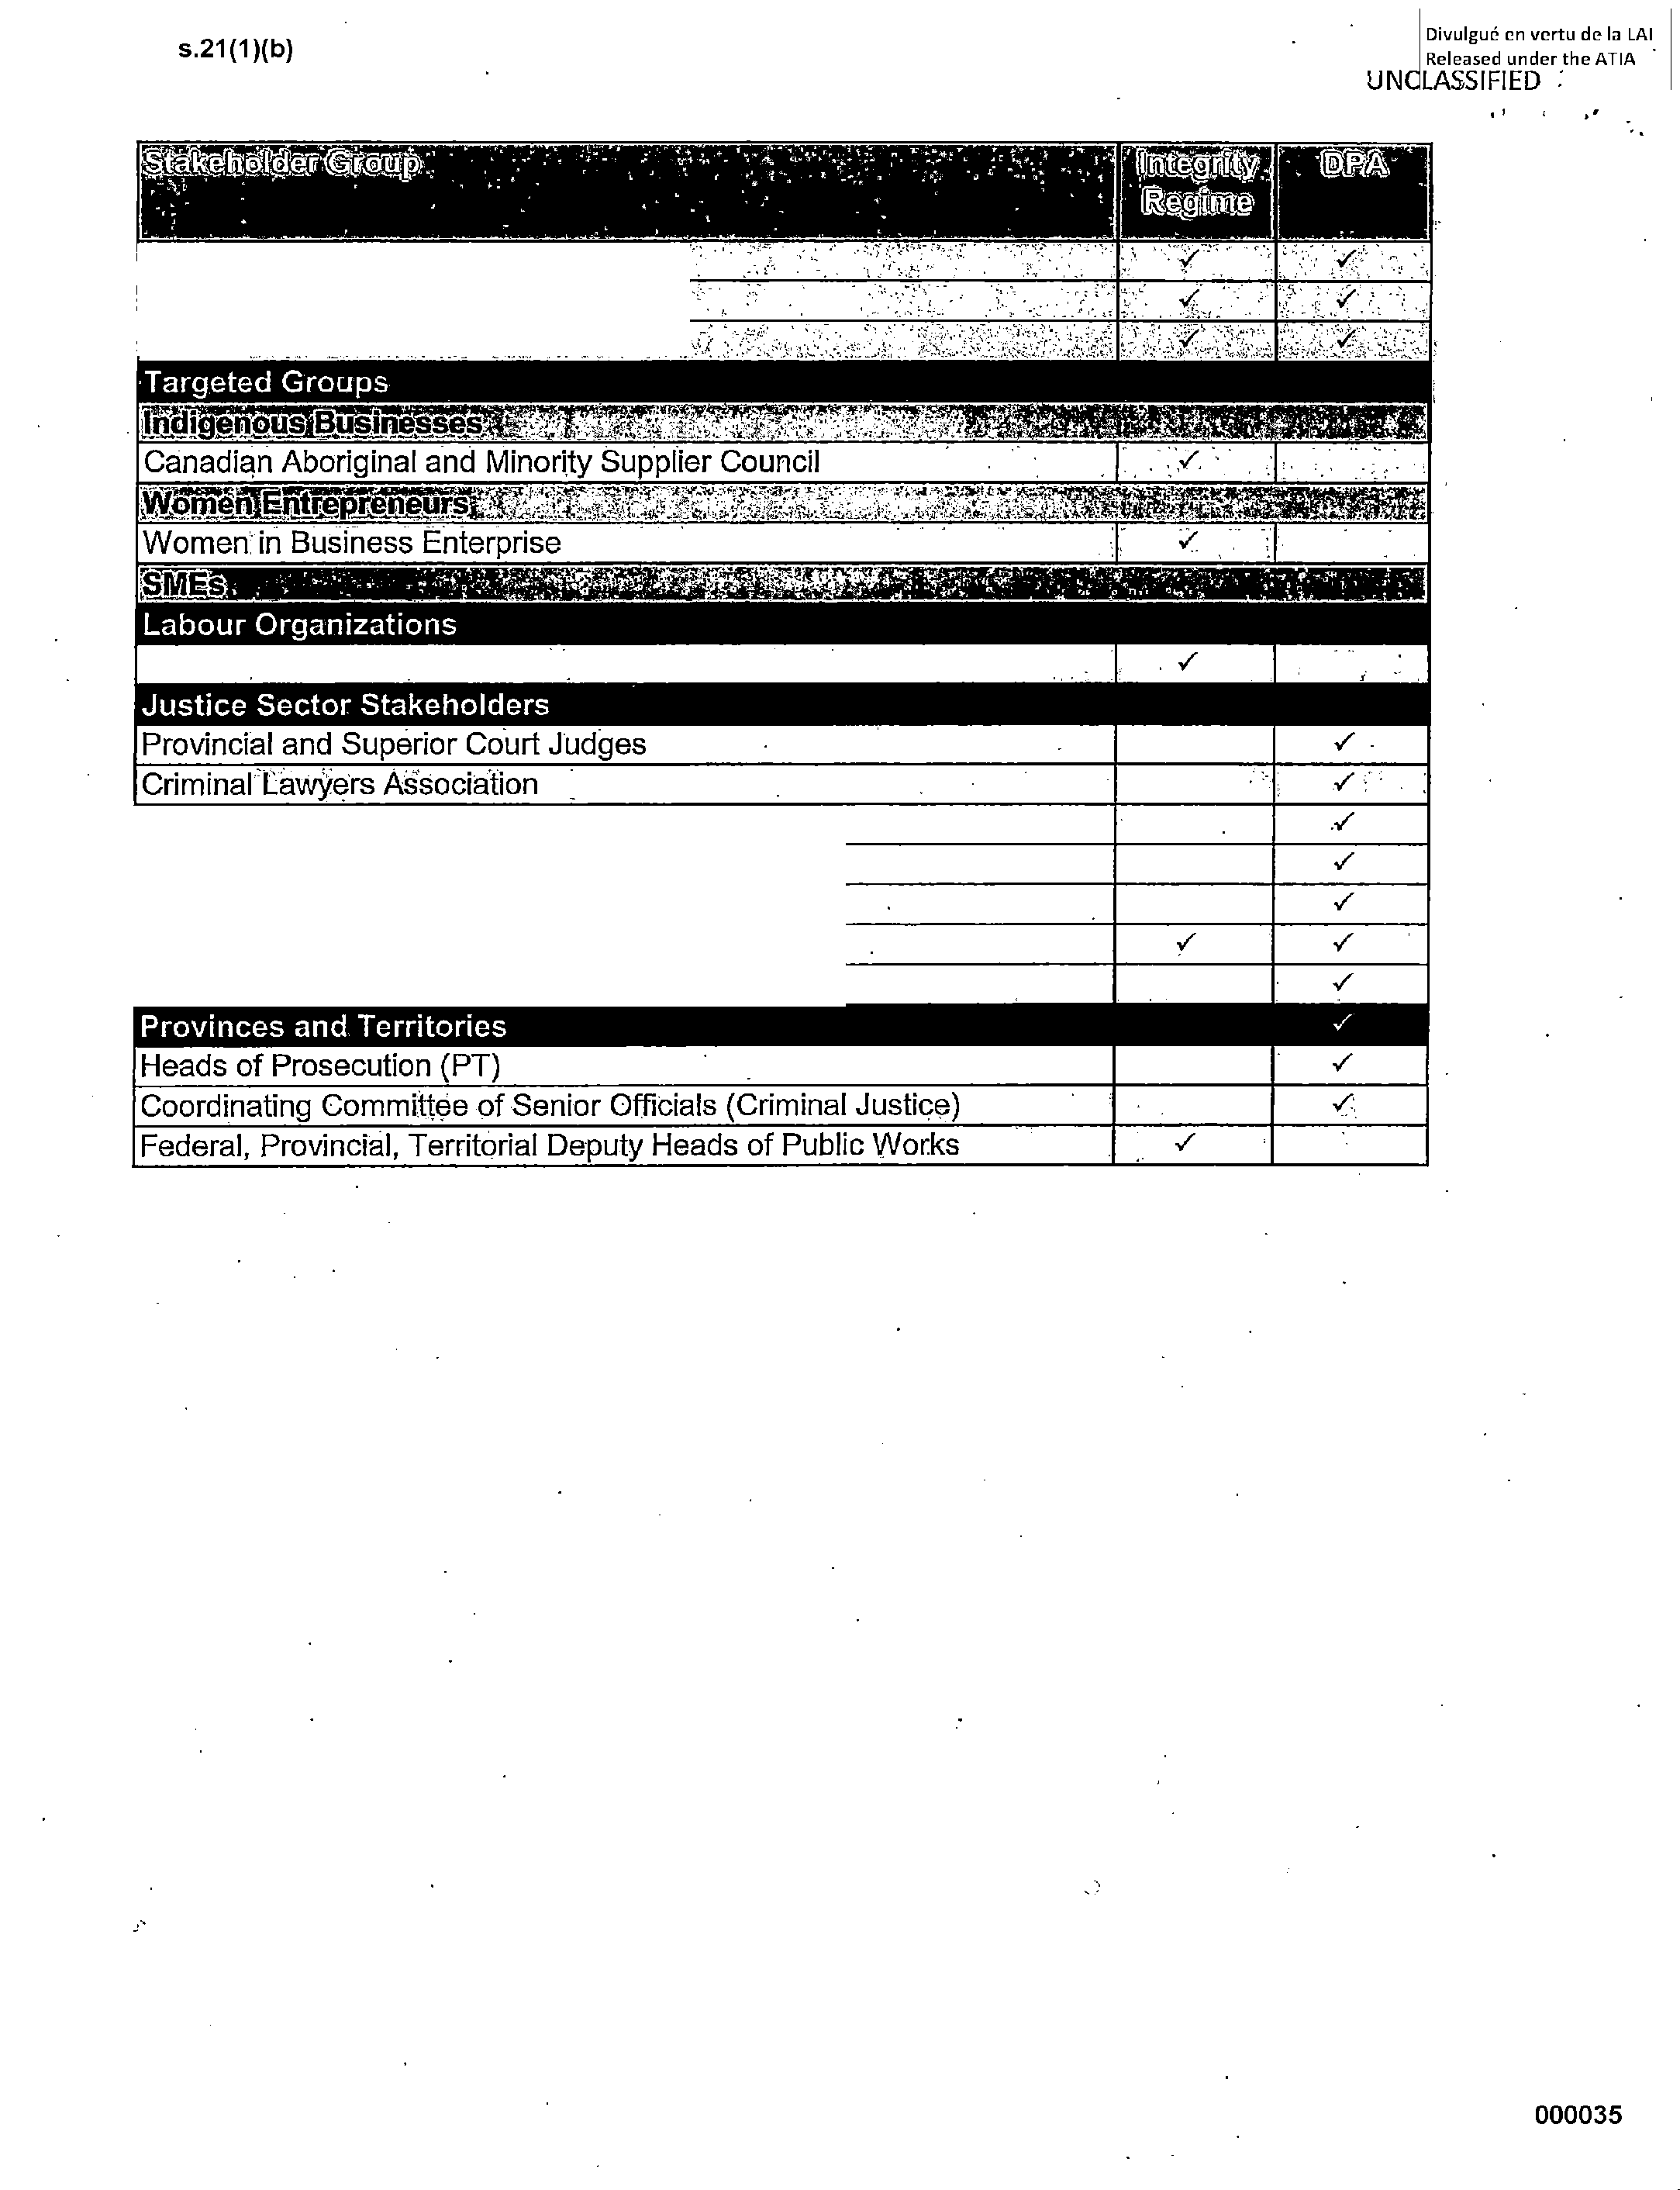 s.21(1)(b)
Divulgué en vertu de la LAI
Released under the ATIA
UNCLASSIFIED
Stakeholder Group Integrity Regime DPA
✓ ✓
✓ ✓
✓ ✓
Targeted Groups
Indigenous Businesses
Canadian Aboriginal and Minority Supplier Council ✓
Women Entrepreneurs
Women in Business Enterprise ✓
SMEs
Labour Organizations
✓
Justice Sector Stakeholders
Provincial and Superior Court Judges ✓
Criminal Lawyers Association ✓
✓
✓
✓
✓ ✓
✓
Provinces and Territories ✓
Heads of Prosecution (PT) ✓
Coordinating Committee of Senior Officials (Criminal Justice) ✓
Federal, Provincial, Territorial Deputy Heads of Public Works ✓
000035